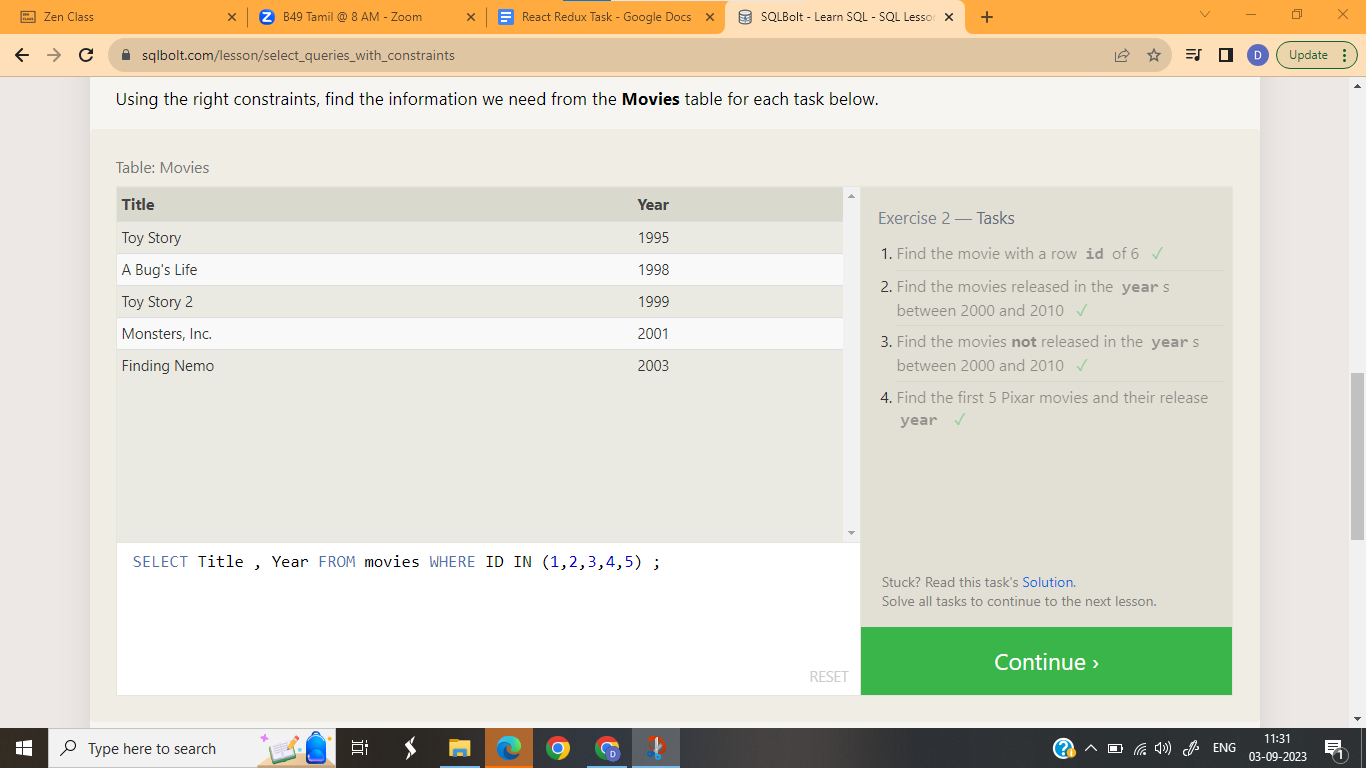 Zen Class
B49 Tamil @ 8 AM - Zoom
React Redux Task - Google Docs
SQLBolt - Learn SQL - SQL Lesso
sqlbolt.com/lesson/select_queries_with_constraints
D
Update
Using the right constraints, find the information we need from the Movies table for each task below.
Table: Movies
Title Year
Toy Story 1995
A Bug's Life 1998
Toy Story 2 1999
Monsters, Inc. 2001
Finding Nemo 2003
SELECT Title , Year FROM movies WHERE ID IN (1,2,3,4,5) ;
RESET
Exercise 2 — Tasks
1. Find the movie with a row id of 6 ✓
2. Find the movies released in the year s
between 2000 and 2010 ✓
3. Find the movies not released in the year s
between 2000 and 2010 ✓
4. Find the first 5 Pixar movies and their release
year ✓
Stuck? Read this task's Solution.
Solve all tasks to continue to the next lesson.
Continue ›
Type here to search
D
ENG
11:31
03-09-2023
1